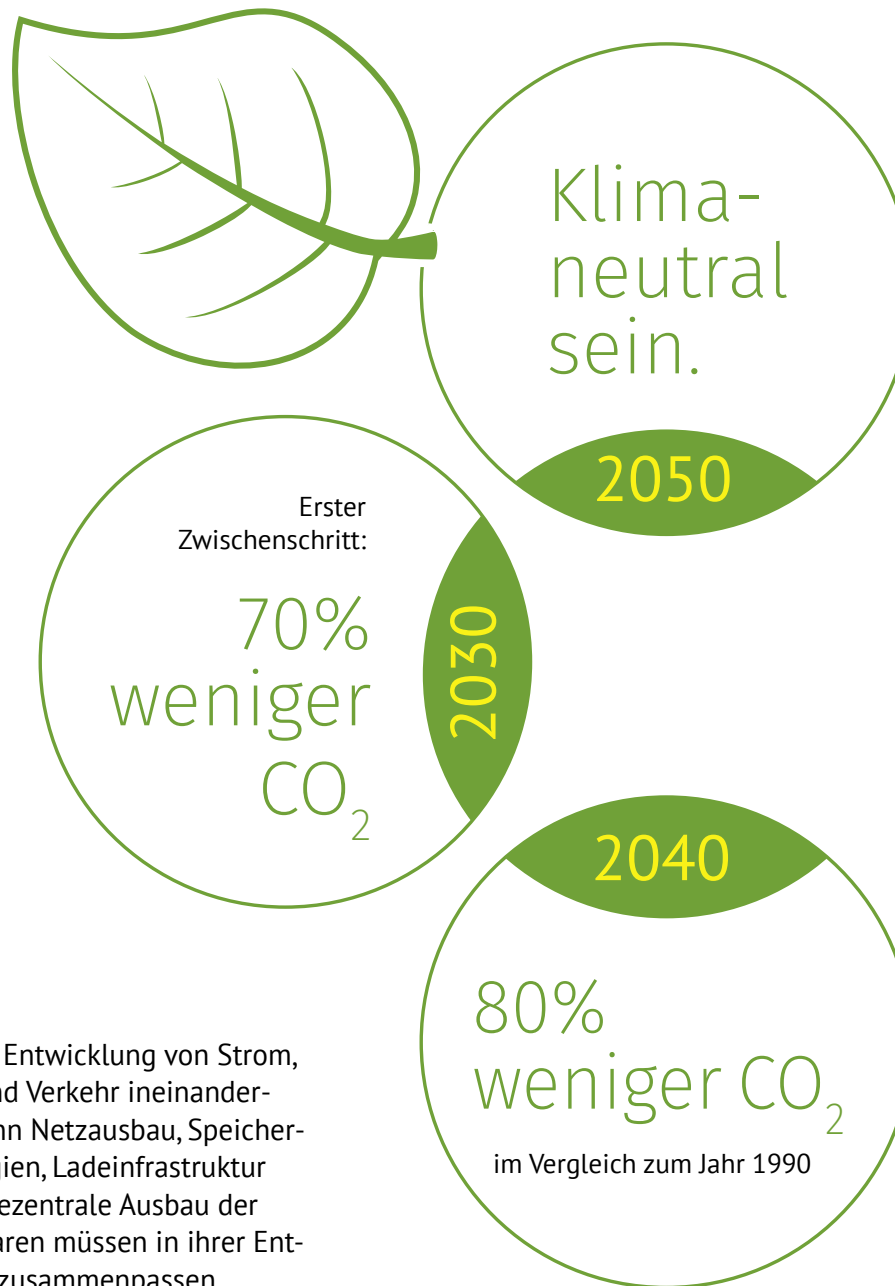 Klima-
neutral
sein.
2050
Erster
Zwischenschritt:
70%
weniger
CO₂
2030
2040
80%
weniger CO₂
im Vergleich zum Jahr 1990
Entwicklung von Strom,
Verkehr ineinander-
Netzausbau, Speicher-
Ladeinfrastruktur
Ausbau der
müssen in ihrer Ent-
zusammenpassen